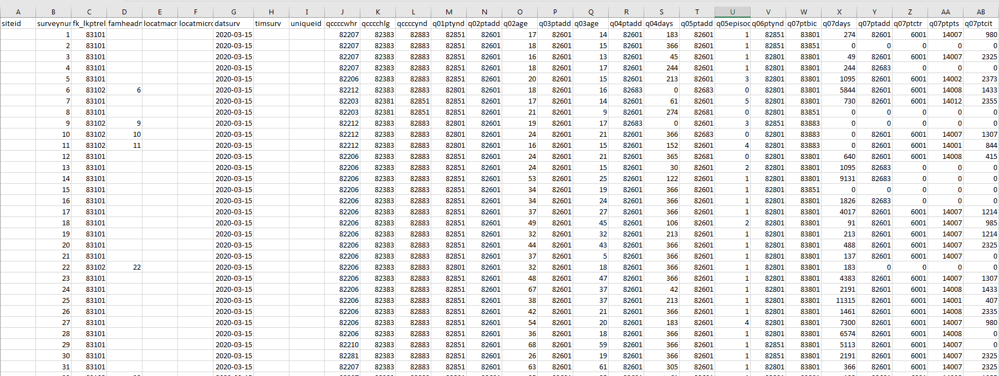 A B C D E F G H I J K L M N O P Q R S T U V W X Y Z AA AB
siteid surveynur fk_lkptrel famheadn locatmacr locatmicro datsurv timsurv uniqueid qccccwhr qcccchlg qccccynd q01ptynd q02ptadd q02age q03ptadd q03age q04ptadd q04days q05ptadd q05episod q06ptynd q07ptbic q07days q07ptadd q07ptctr q07ptpts q07ptcit
1 83101 2020-03-15 82207 82383 82883 82851 82601 17 82601 14 82601 183 82601 1 82851 83801 274 82601 6001 14007 980
2 83101 2020-03-15 82207 82383 82883 82851 82601 18 82601 15 82601 366 82601 1 82851 83851 0 0 0 0 0
3 83101 2020-03-15 82207 82383 82883 82851 82601 16 82601 13 82601 45 82601 1 82801 83801 49 82601 6001 14007 2325
4 83101 2020-03-15 82207 82383 82883 82851 82601 18 82601 17 82601 244 82601 1 82801 83801 244 82683 0 0 0
5 83101 2020-03-15 82206 82383 82883 82851 82601 20 82601 15 82601 213 82601 3 82801 83801 1095 82601 6001 14002 2373
6 83102 6 2020-03-15 82212 82383 82883 82801 82601 18 82601 16 82683 0 82683 0 82801 83801 5844 82601 6001 14008 1433
7 83101 2020-03-15 82203 82381 82851 82851 82601 17 82601 14 82601 61 82601 5 82801 83801 730 82601 6001 14012 2355
8 83101 2020-03-15 82203 82381 82851 82851 82601 21 82601 9 82601 274 82681 0 82801 83851 0 0 0 0 0
9 83102 9 2020-03-15 82212 82383 82883 82801 82601 19 82601 17 82683 0 82601 3 82851 83883 0 0 0 0 0
10 83102 10 2020-03-15 82212 82383 82883 82801 82601 24 82601 21 82601 366 82683 0 82801 83883 0 82601 6001 14007 1307
11 83102 11 2020-03-15 82212 82383 82883 82801 82601 16 82601 15 82601 152 82601 4 82801 83883 0 82601 6001 14001 844
12 83101 2020-03-15 82206 82383 82883 82851 82601 24 82601 21 82601 365 82681 0 82801 83801 640 82601 6001 14008 415
13 83101 2020-03-15 82206 82383 82883 82851 82601 24 82601 15 82601 30 82601 2 82801 83801 1095 82683 0 0 0
14 83101 2020-03-15 82206 82383 82883 82851 82601 53 82601 25 82601 122 82601 1 82801 83801 9131 82683 0 0 0
15 83101 2020-03-15 82206 82383 82883 82851 82601 34 82601 19 82601 366 82601 1 82801 83851 0 0 0 0 0
16 83101 2020-03-15 82206 82383 82883 82851 82601 34 82601 24 82601 366 82601 1 82801 83801 1826 82683 0 0 0
17 83101 2020-03-15 82206 82383 82883 82851 82601 37 82601 27 82601 366 82601 1 82801 83801 4017 82601 6001 14007 1214
18 83101 2020-03-15 82206 82383 82883 82851 82601 49 82601 45 82601 106 82601 2 82801 83801 91 82601 6001 14007 985
19 83101 2020-03-15 82206 82383 82883 82851 82601 32 82601 32 82601 213 82601 1 82801 83801 213 82601 6001 14007 1214
20 83101 2020-03-15 82206 82383 82883 82851 82601 44 82601 43 82601 366 82601 1 82801 83801 488 82601 6001 14007 2325
21 83101 2020-03-15 82206 82383 82883 82851 82601 37 82601 5 82601 366 82601 1 82801 83801 137 82601 6001 14007 0
22 83102 22 2020-03-15 82206 82383 82883 82801 82601 32 82601 18 82601 366 82601 1 82801 83801 183 0 0 0 0
23 83101 2020-03-15 82206 82383 82883 82851 82601 48 82601 47 82601 366 82601 1 82801 83801 4383 82601 6001 14007 1307
24 83101 2020-03-15 82206 82383 82883 82851 82601 67 82601 37 82601 42 82601 1 82801 83801 2191 82601 6001 14008 1433
25 83101 2020-03-15 82206 82383 82883 82851 82601 38 82601 37 82601 213 82601 1 82801 83801 11315 82601 6001 14001 407
26 83101 2020-03-15 82206 82383 82883 82851 82601 42 82601 21 82601 366 82601 1 82801 83801 1461 82601 6001 14008 2335
27 83101 2020-03-15 82206 82383 82883 82851 82601 54 82601 20 82601 183 82601 4 82801 83801 7300 82601 6001 14007 980
28 83101 2020-03-15 82206 82383 82883 82851 82601 36 82601 18 82601 366 82601 1 82801 83801 6574 82601 6001 14008 0
29 83101 2020-03-15 82210 82383 82883 82851 82601 68 82601 59 82601 366 82601 1 82851 83801 5113 82601 6001 14007 0
30 83101 2020-03-15 82281 82383 82883 82851 82601 26 82601 19 82601 366 82601 1 82851 83801 2191 82601 6001 14007 2325
31 83101 2020-03-15 82207 82383 82883 82851 82601 63 82601 61 82601 305 82601 1 82801 83801 366 82601 6001 14007 2325